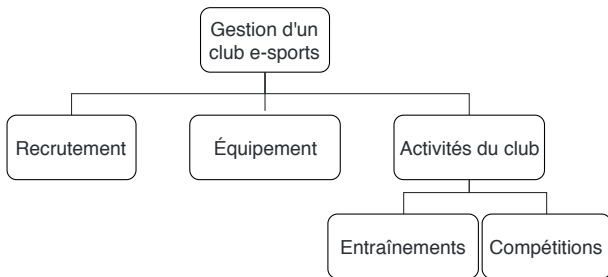 Gestion d'un
club e-sports
Recrutement
Équipement
Activités du club
Entraînements
Compétitions